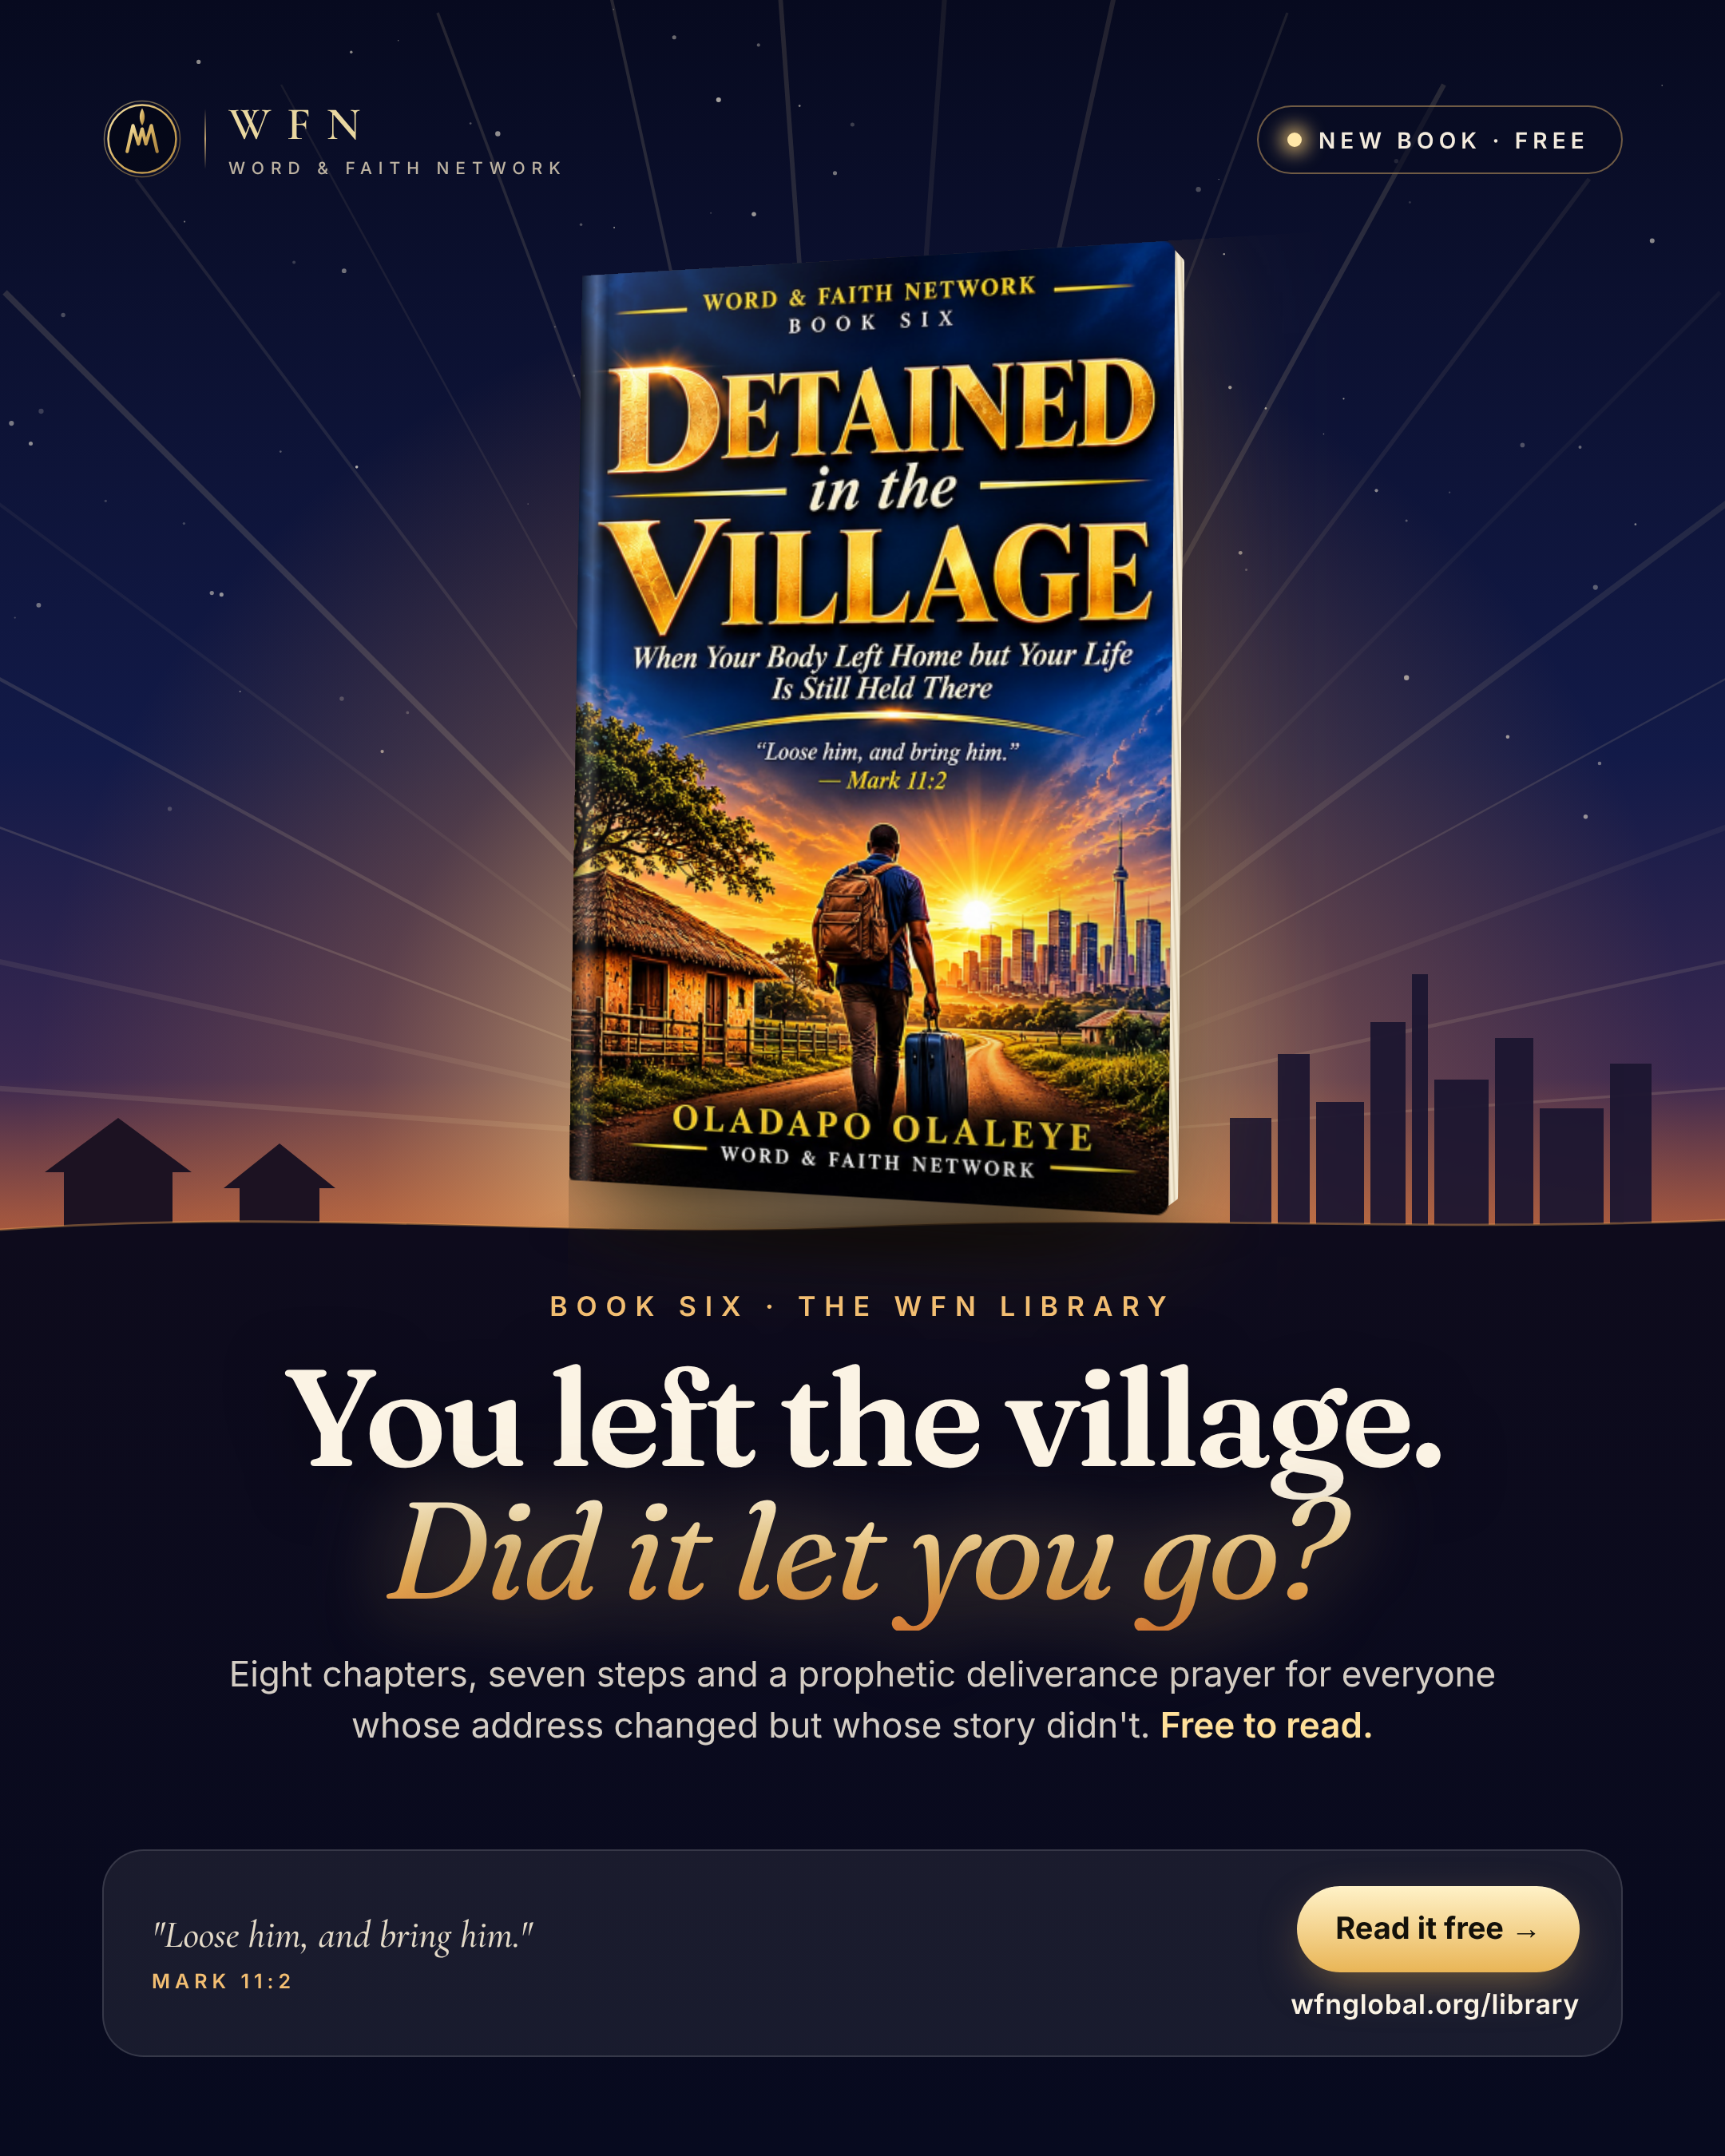 WFN
WORD & FAITH NETWORK
NEW BOOK · FREE
WORD & FAITH NETWORK
BOOK SIX
DETAINED
in the
VILLAGE
When Your Body Left Home but Your Life
Is Still Held There
“Loose him, and bring him.”
— Mark 11:2
OLADAPO OLALEYE
WORD & FAITH NETWORK
BOOK SIX · THE WFN LIBRARY
You left the village.
Did it let you go?
Eight chapters, seven steps and a prophetic deliverance prayer for everyone
whose address changed but whose story didn't. Free to read.
"Loose him, and bring him."
MARK 11:2
Read it free →
wfnglobal.org/library